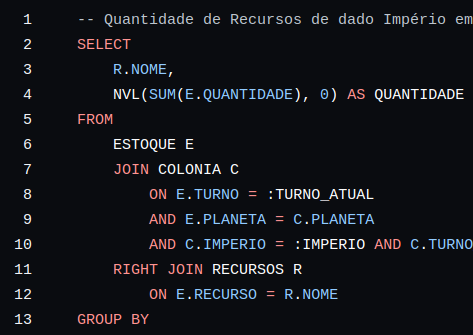 1 -- Quantidade de Recursos de dado Império em
2 SELECT
3 R.NOME,
4 NVL(SUM(E.QUANTIDADE), 0) AS QUANTIDADE
5 FROM
6 ESTOQUE E
7 JOIN COLONIA C
8 ON E.TURNO = :TURNO_ATUAL
9 AND E.PLANETA = C.PLANETA
10 AND C.IMPERIO = :IMPERIO AND C.TURNO
11 RIGHT JOIN RECURSOS R
12 ON E.RECURSO = R.NOME
13 GROUP BY